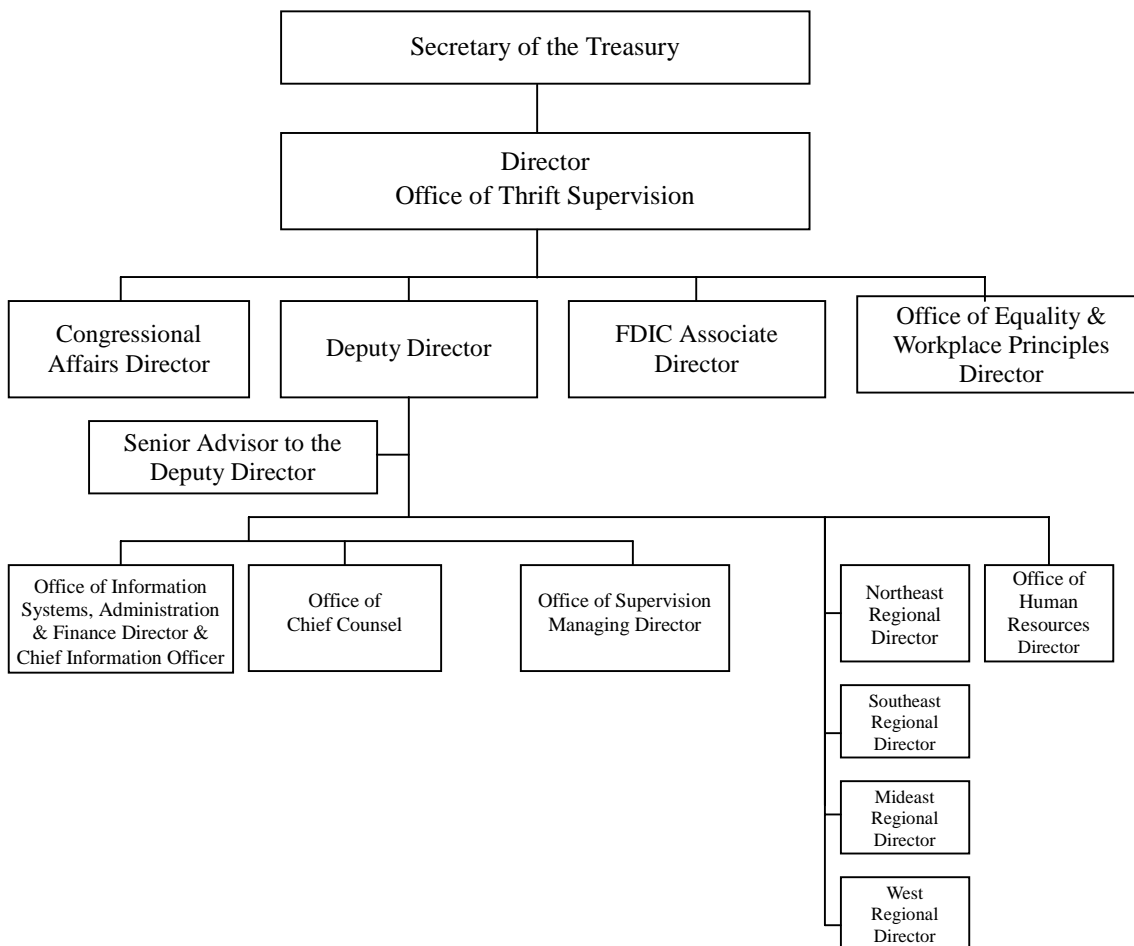 Secretary of the Treasury
Director
Office of Thrift Supervision
Congressional
Affairs Director
Deputy Director
FDIC Associate
Director
Office of Equality &
Workplace Principles
Director
Senior Advisor to the
Deputy Director
Office of Information
Systems, Administration
& Finance Director &
Chief Information Officer
Office of
Chief Counsel
Office of Supervision
Managing Director
Northeast
Regional
Director
Office of
Human
Resources
Director
Southeast
Regional
Director
Mideast
Regional
Director
West
Regional
Director